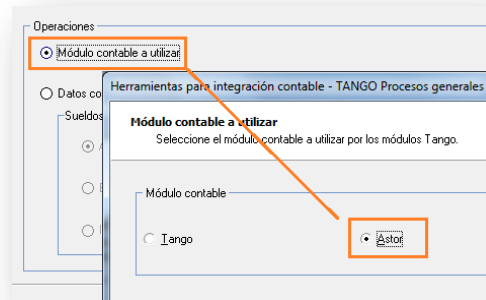 Operaciones
Módulo contable a utilizar
Datos co
Herramientas para integración contable - TANGO Procesos generales
Sueldos
Módulo contable a utilizar
Seleccione el módulo contable a utilizar por los módulos Tango.
Módulo contable
Tango
Astor